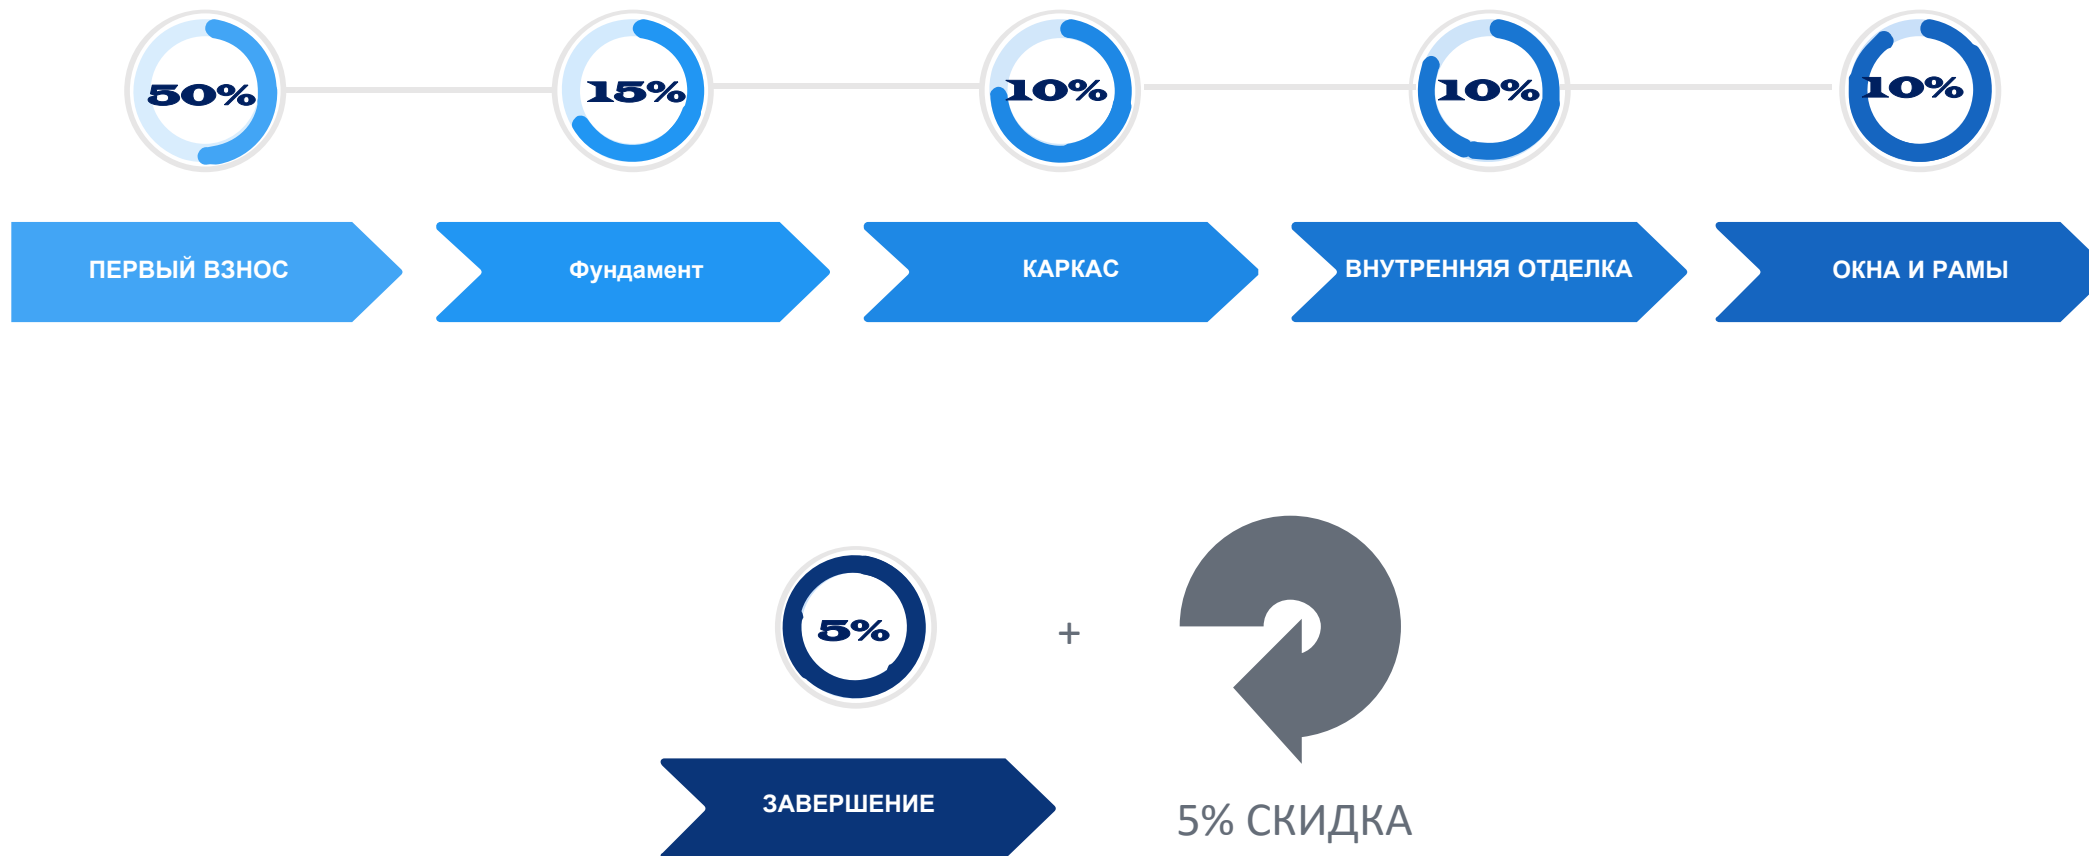 50%
15%
10%
10%
10%
ПЕРВЫЙ ВЗНОС
Фундамент
КАРКАС
ВНУТРЕННЯЯ ОТДЕЛКА
ОКНА И РАМЫ
5%
+
ЗАВЕРШЕНИЕ
5% СКИДКА